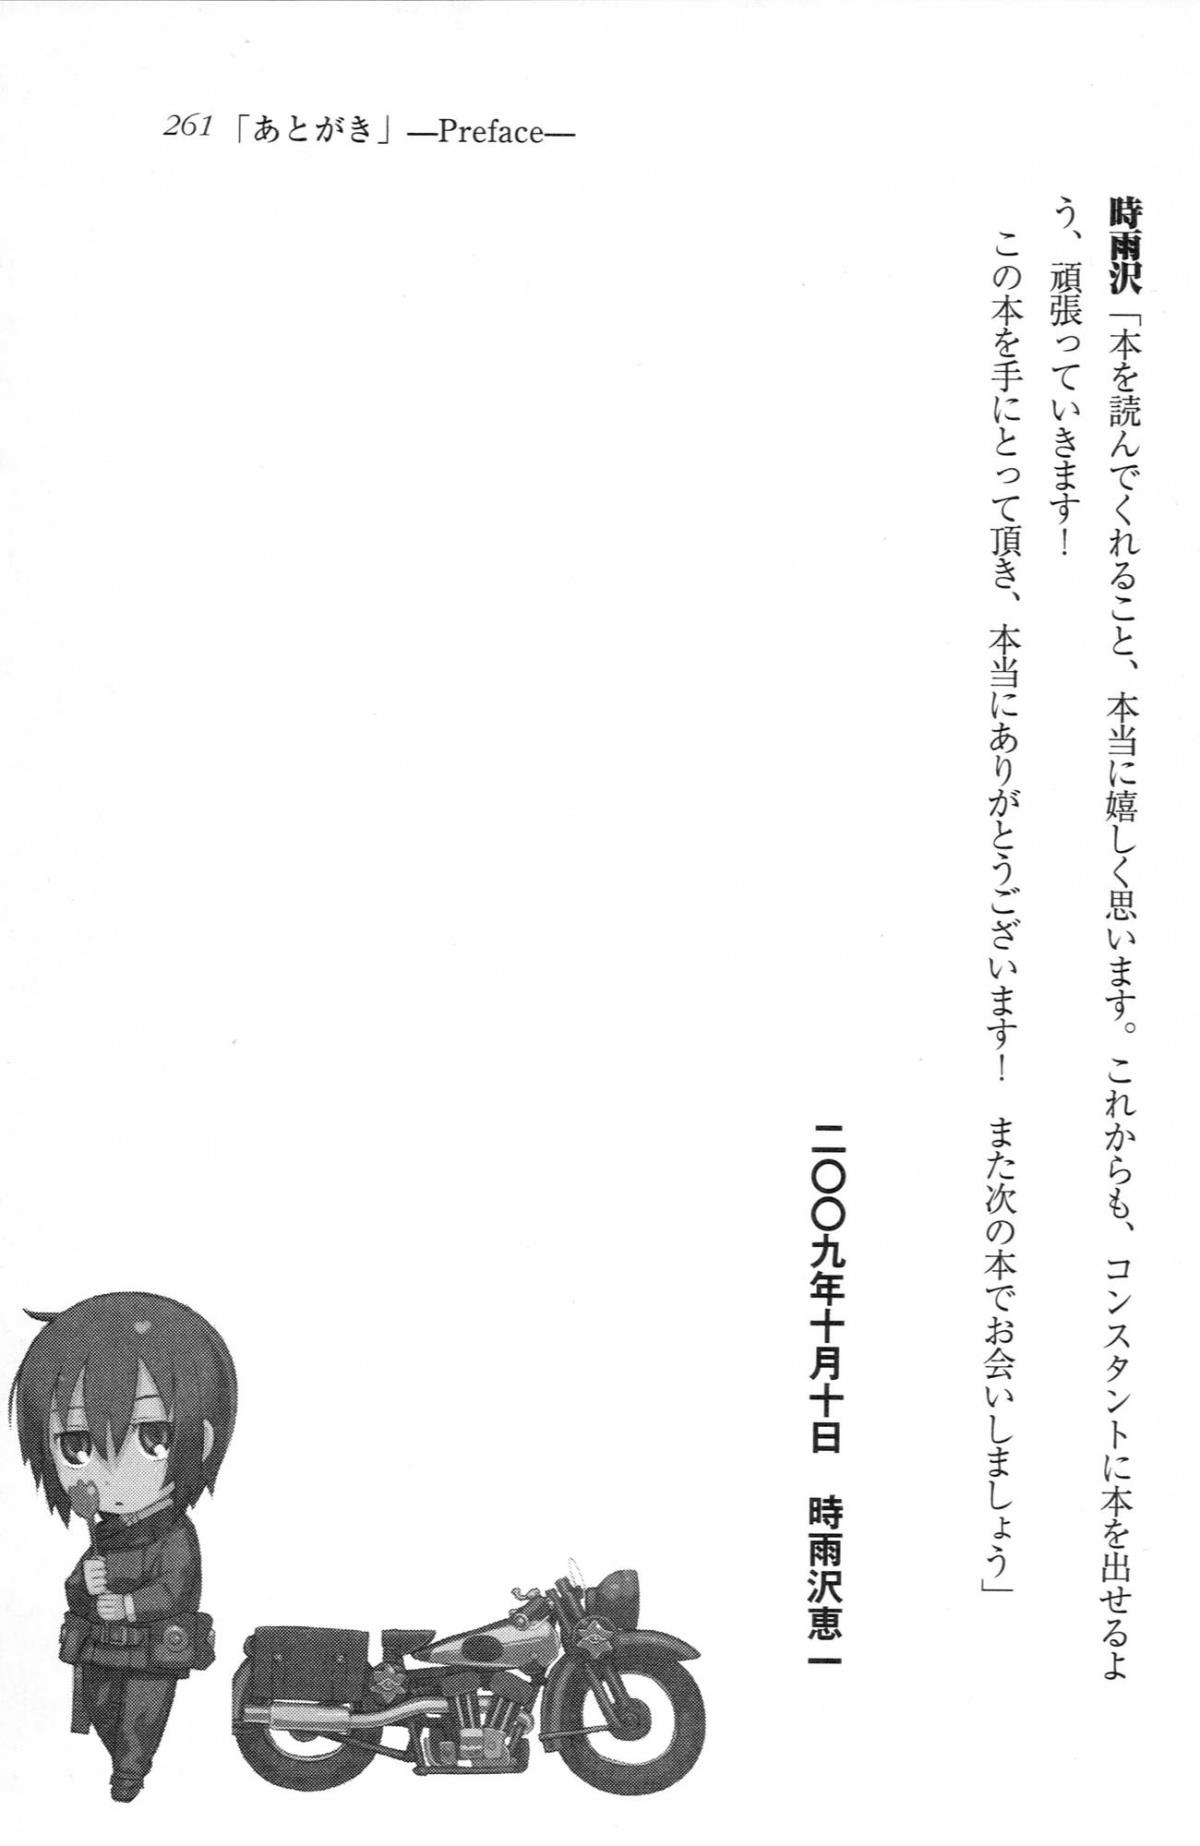 261 「あとがき」 —Preface—
時雨沢「本を読んでくれること、本当に嬉しく思います。これからも、コンスタントに本を出せるよ
う、頑張っていきます！
この本を手にとって頂き、本当にありがとうございます！　また次の本でお会いしましょう」
二〇〇九年十月十日　時雨沢恵一